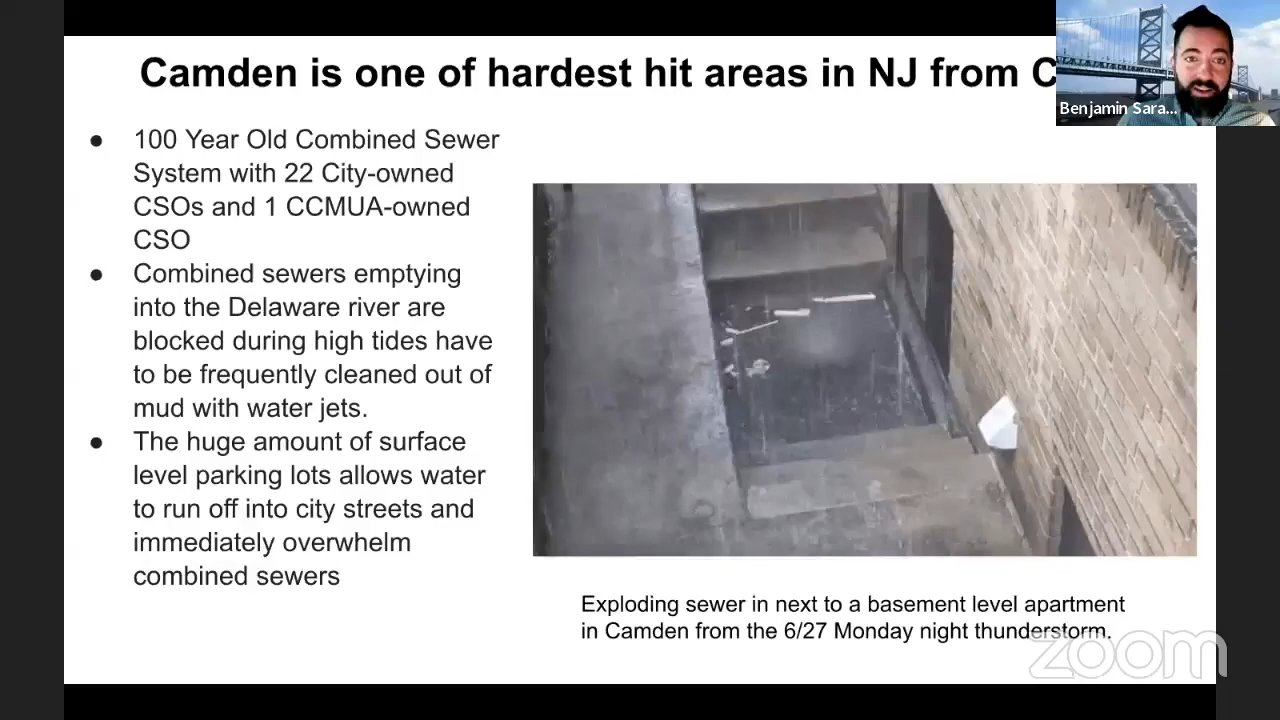 Camden is one of hardest hit areas in NJ from C
Benjamin Sara...
● 100 Year Old Combined Sewer
System with 22 City-owned
CSOs and 1 CCMUA-owned
CSO
● Combined sewers emptying
into the Delaware river are
blocked during high tides have
to be frequently cleaned out of
mud with water jets.
● The huge amount of surface
level parking lots allows water
to run off into city streets and
immediately overwhelm
combined sewers
Exploding sewer in next to a basement level apartment
in Camden from the 6/27 Monday night thunderstorm.
zoom